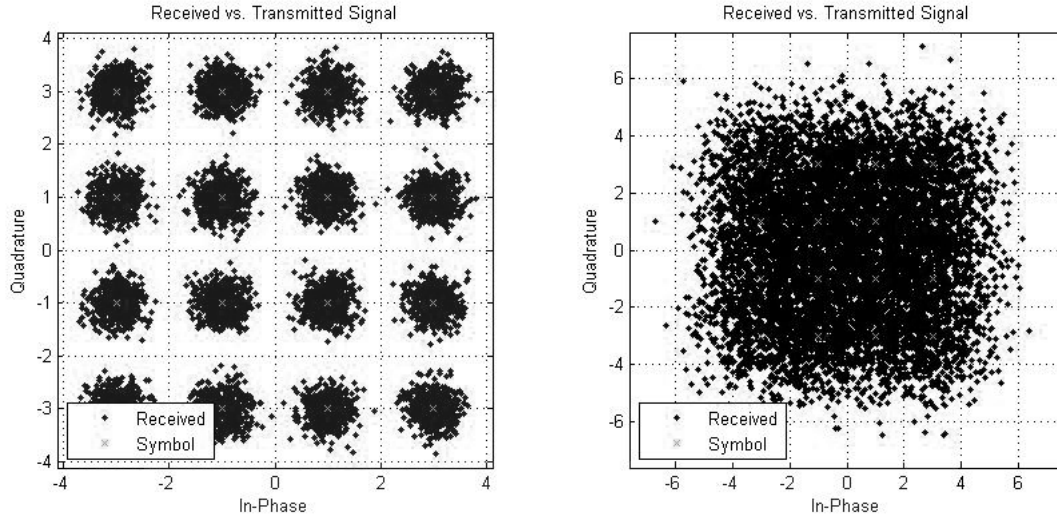 Received vs. Transmitted Signal
4
3
2
1
0
-1
-2
-3
-4
Quadrature
Received
Symbol
-4
-2
0
2
4
In-Phase
Received vs. Transmitted Signal
6
4
2
0
-2
-4
-6
Quadrature
Received
Symbol
-6
-4
-2
0
2
4
6
In-Phase